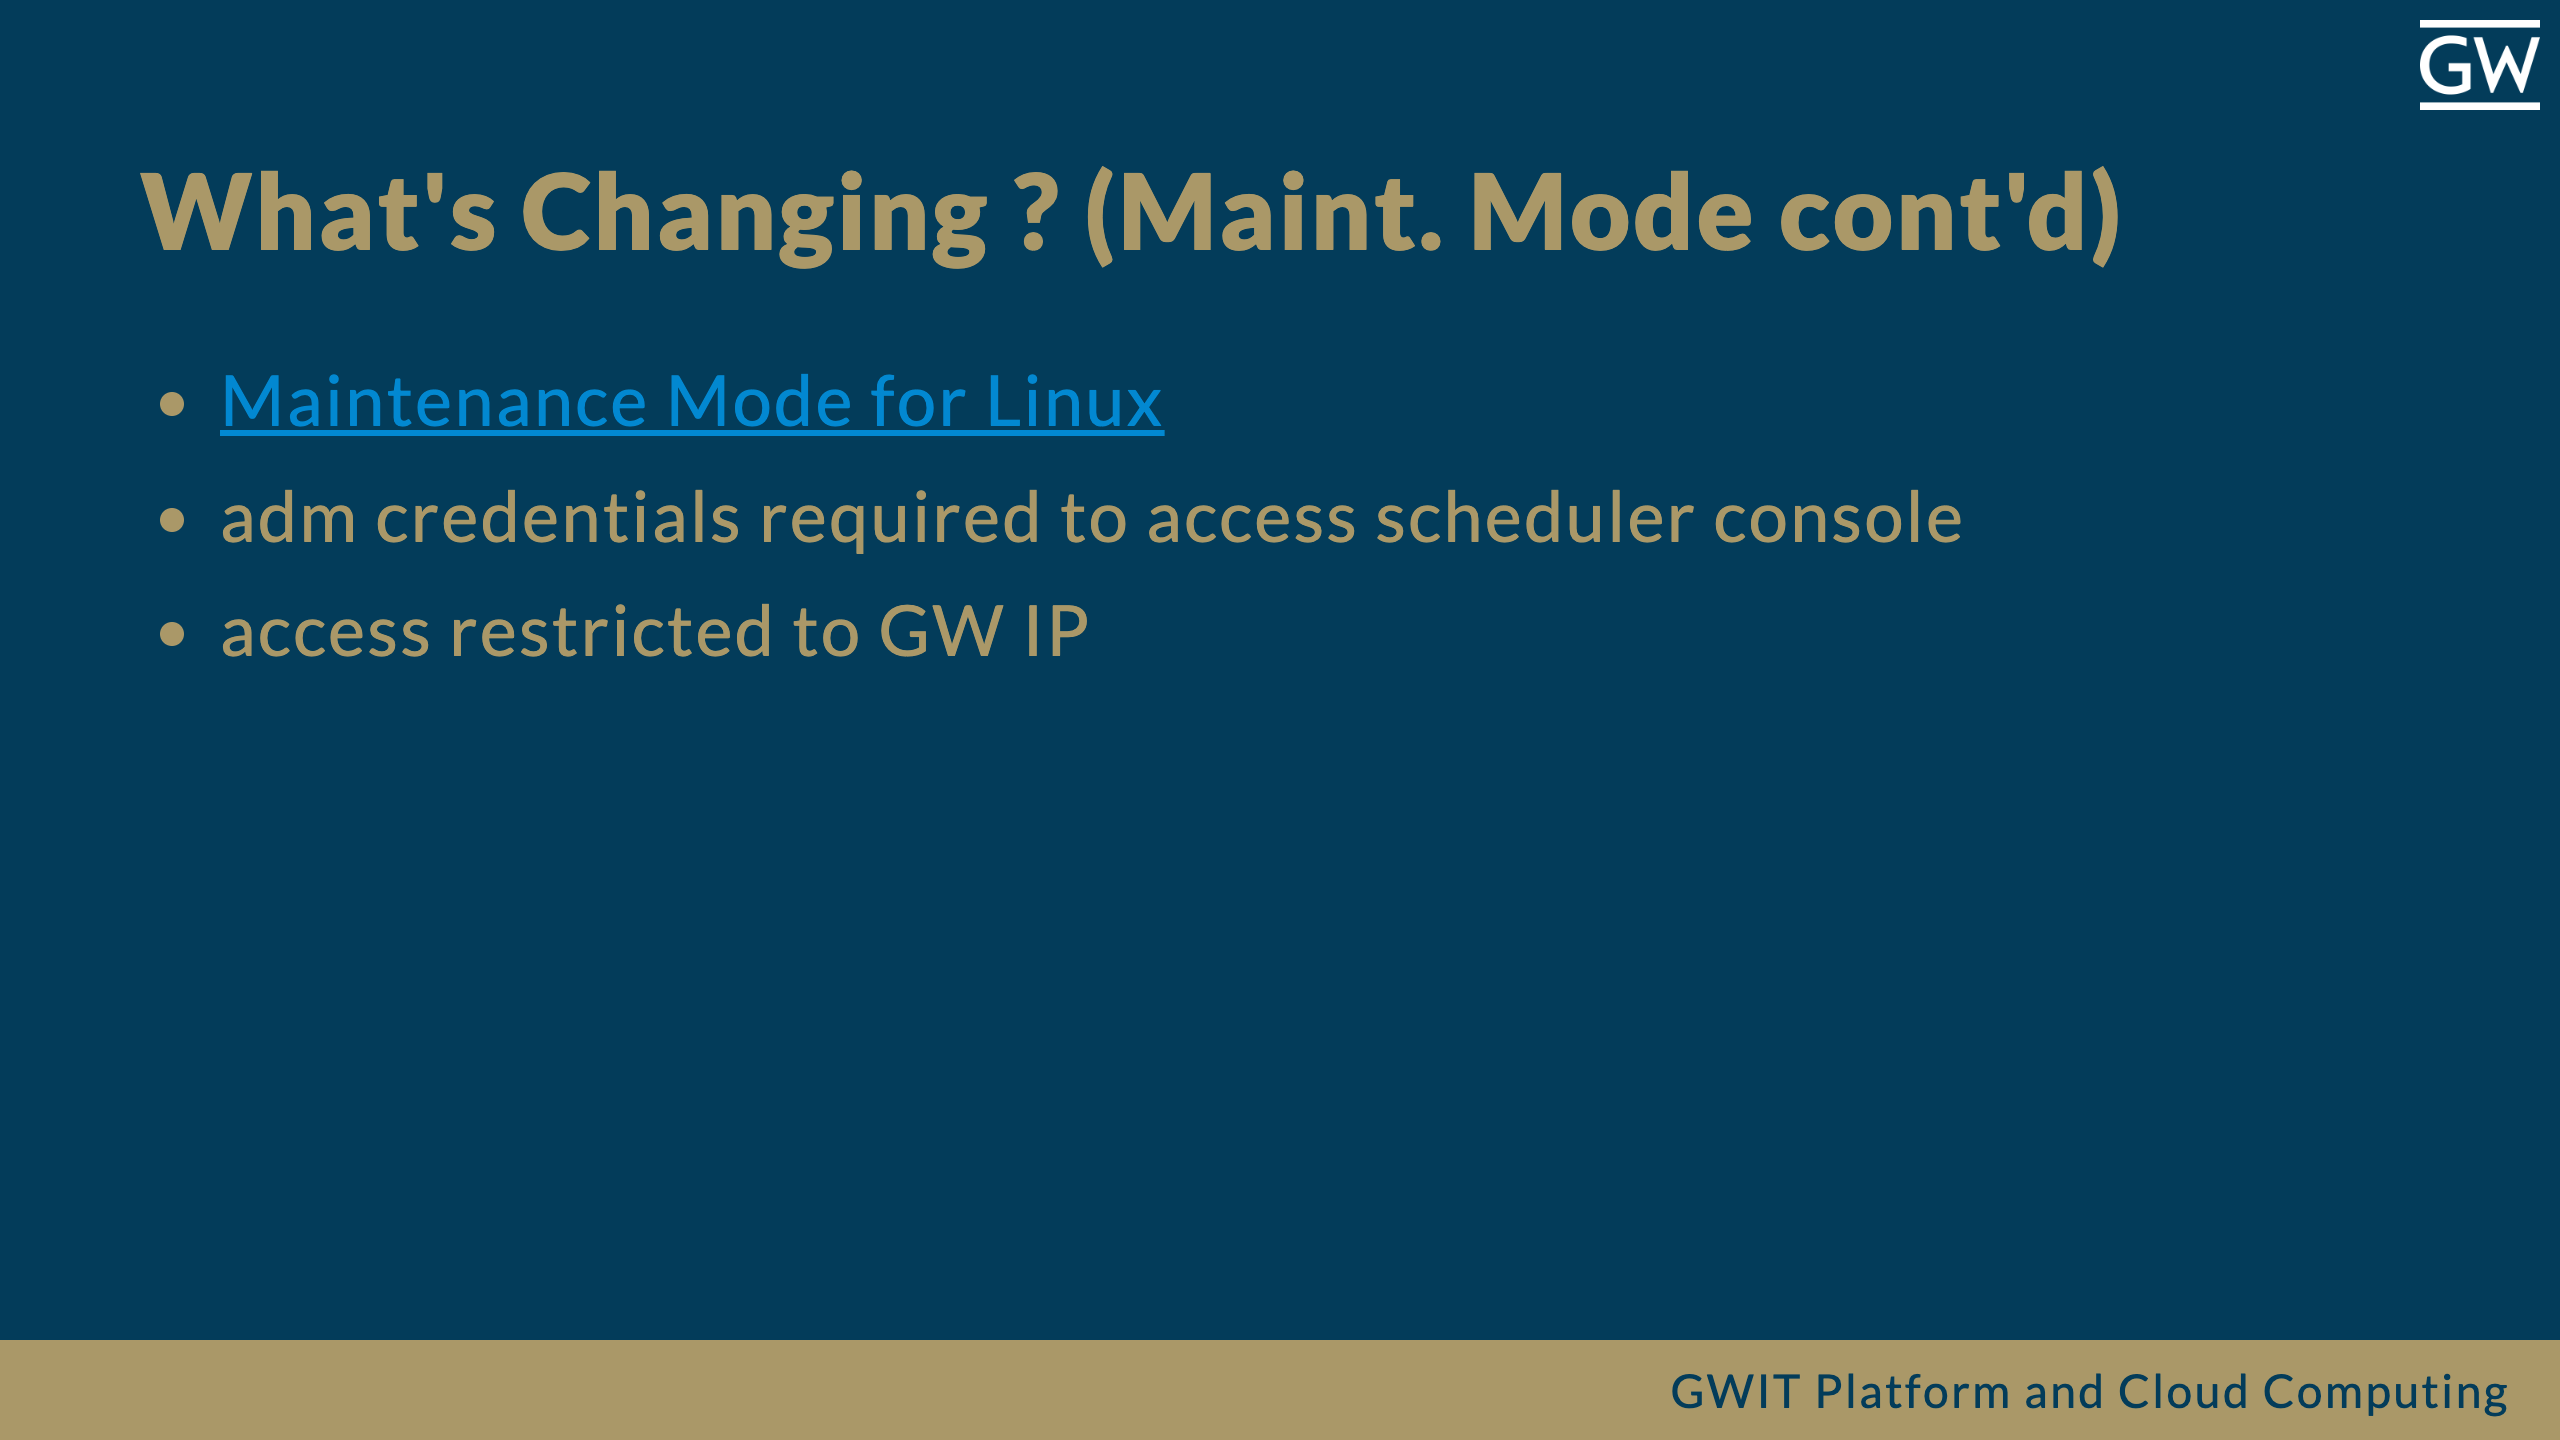 GW
What's Changing ? (Maint. Mode cont'd)
Maintenance Mode for Linux
adm credentials required to access scheduler console
access restricted to GW IP
GWIT Platform and Cloud Computing